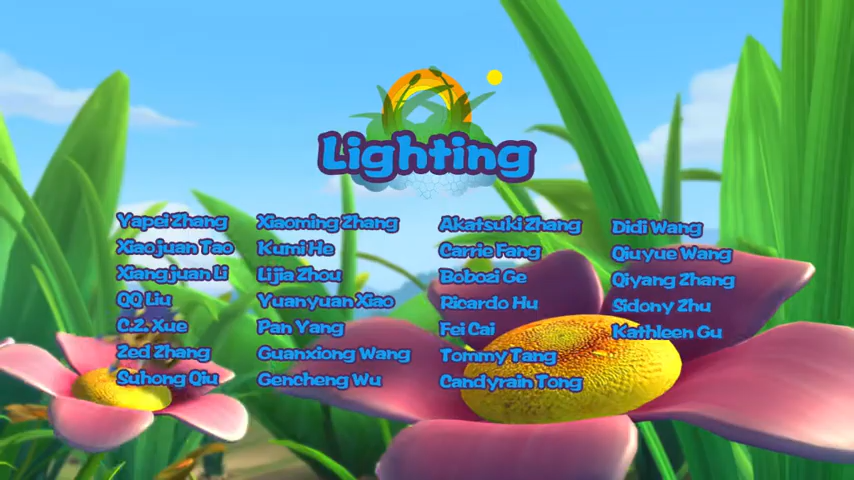 Lighting
Yapei Zhang
Xiaojuan Tao
Xiangjuan Li
QQ Liu
C.Z. Xue
Zed Zhang
Suhong Qiu
Xiaoming Zhang
Kumi He
Lijia Zhou
Yuanyuan Xiao
Pan Yang
Guanxiong Wang
Gencheng Wu
Akatsuki Zhang
Carrie Fang
Bobozi Ge
Ricardo Hu
Fei Cai
Tommy Tang
Candyrain Tong
Didi Wang
Qiuyue Wang
Qiyang Zhang
Sidony Zhu
Kathleen Gu